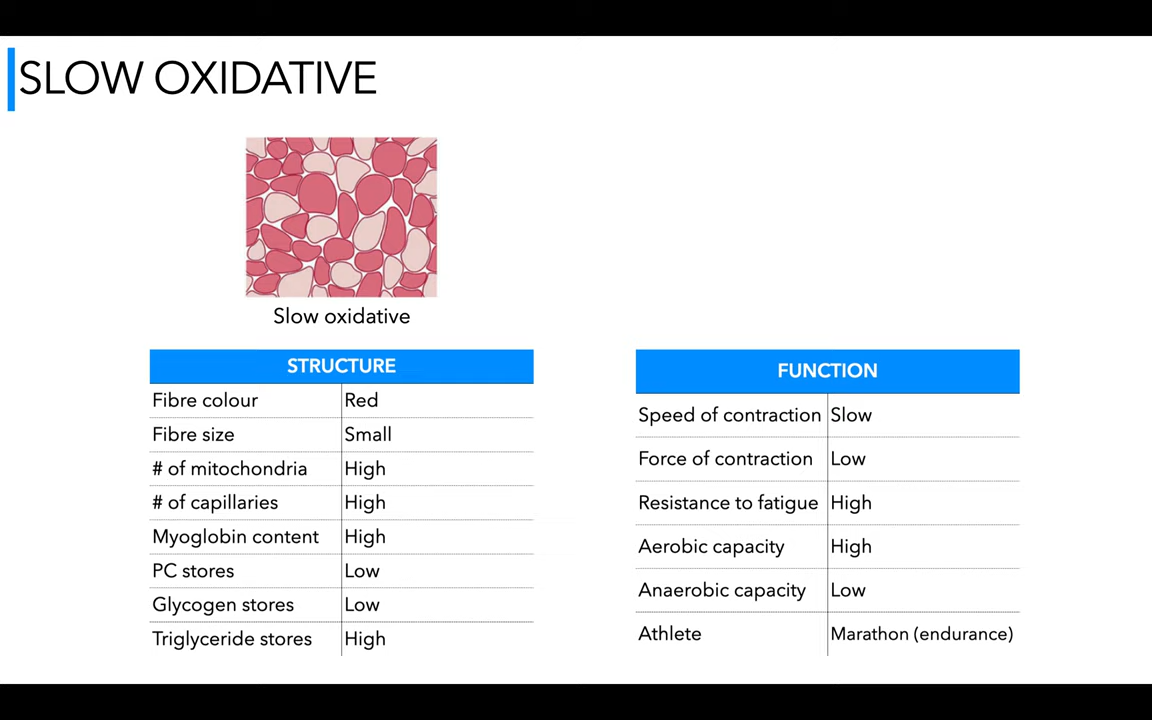 SLOW OXIDATIVE
Slow oxidative
STRUCTURE
Fibre colour Red
Fibre size Small
# of mitochondria High
# of capillaries High
Myoglobin content High
PC stores Low
Glycogen stores Low
Triglyceride stores High
FUNCTION
Speed of contraction Slow
Force of contraction Low
Resistance to fatigue High
Aerobic capacity High
Anaerobic capacity Low
Athlete Marathon (endurance)